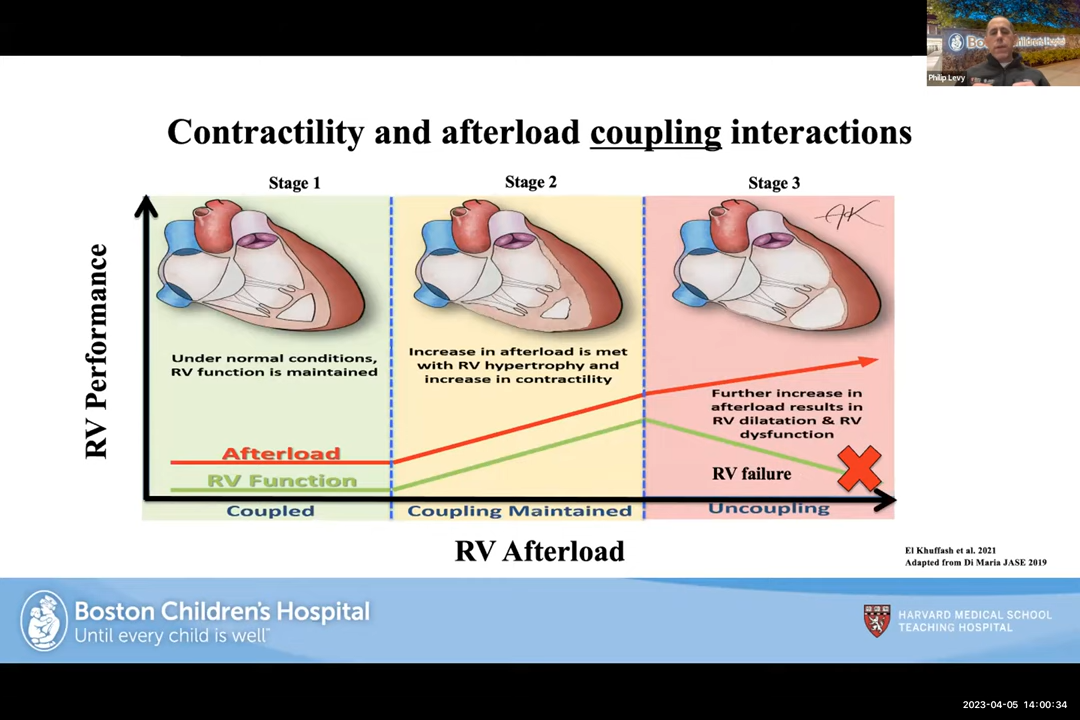 Boston Children's Hospital
Philip Levy
Contractility and afterload coupling interactions
Stage 1
Stage 2
Stage 3
RV Performance
Under normal conditions,
RV function is maintained
Increase in afterload is met
with RV hypertrophy and
increase in contractility
Further increase in
afterload results in
RV dilatation & RV
dysfunction
Afterload
RV Function
RV failure
Coupled
Coupling Maintained
Uncoupling
RV Afterload
El Khuffash et al. 2021
Adapted from Di Maria JASE 2019
Boston Children's Hospital
Until every child is well™
HARVARD MEDICAL SCHOOL
TEACHING HOSPITAL
2023-04-05 14:00:34